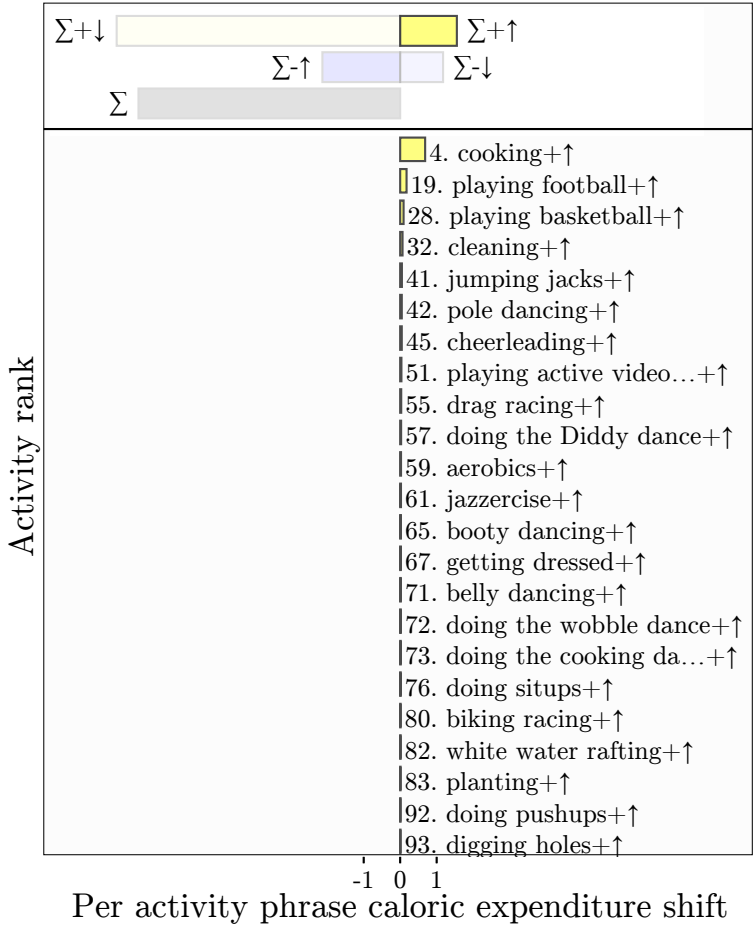 ∑+↓ ∑+↑
∑-↑ ∑-↓
∑
4. cooking+↑
19. playing football+↑
28. playing basketball+↑
32. cleaning+↑
41. jumping jacks+↑
42. pole dancing+↑
45. cheerleading+↑
51. playing active video...+↑
55. drag racing+↑
57. doing the Diddy dance+↑
59. aerobics+↑
61. jazzercise+↑
65. booty dancing+↑
67. getting dressed+↑
71. belly dancing+↑
72. doing the wobble dance+↑
73. doing the cooking da...+↑
76. doing situps+↑
80. biking racing+↑
82. white water rafting+↑
83. planting+↑
92. doing pushups+↑
93. digging holes+↑
Activity rank
-1 0 1
Per activity phrase caloric expenditure shift